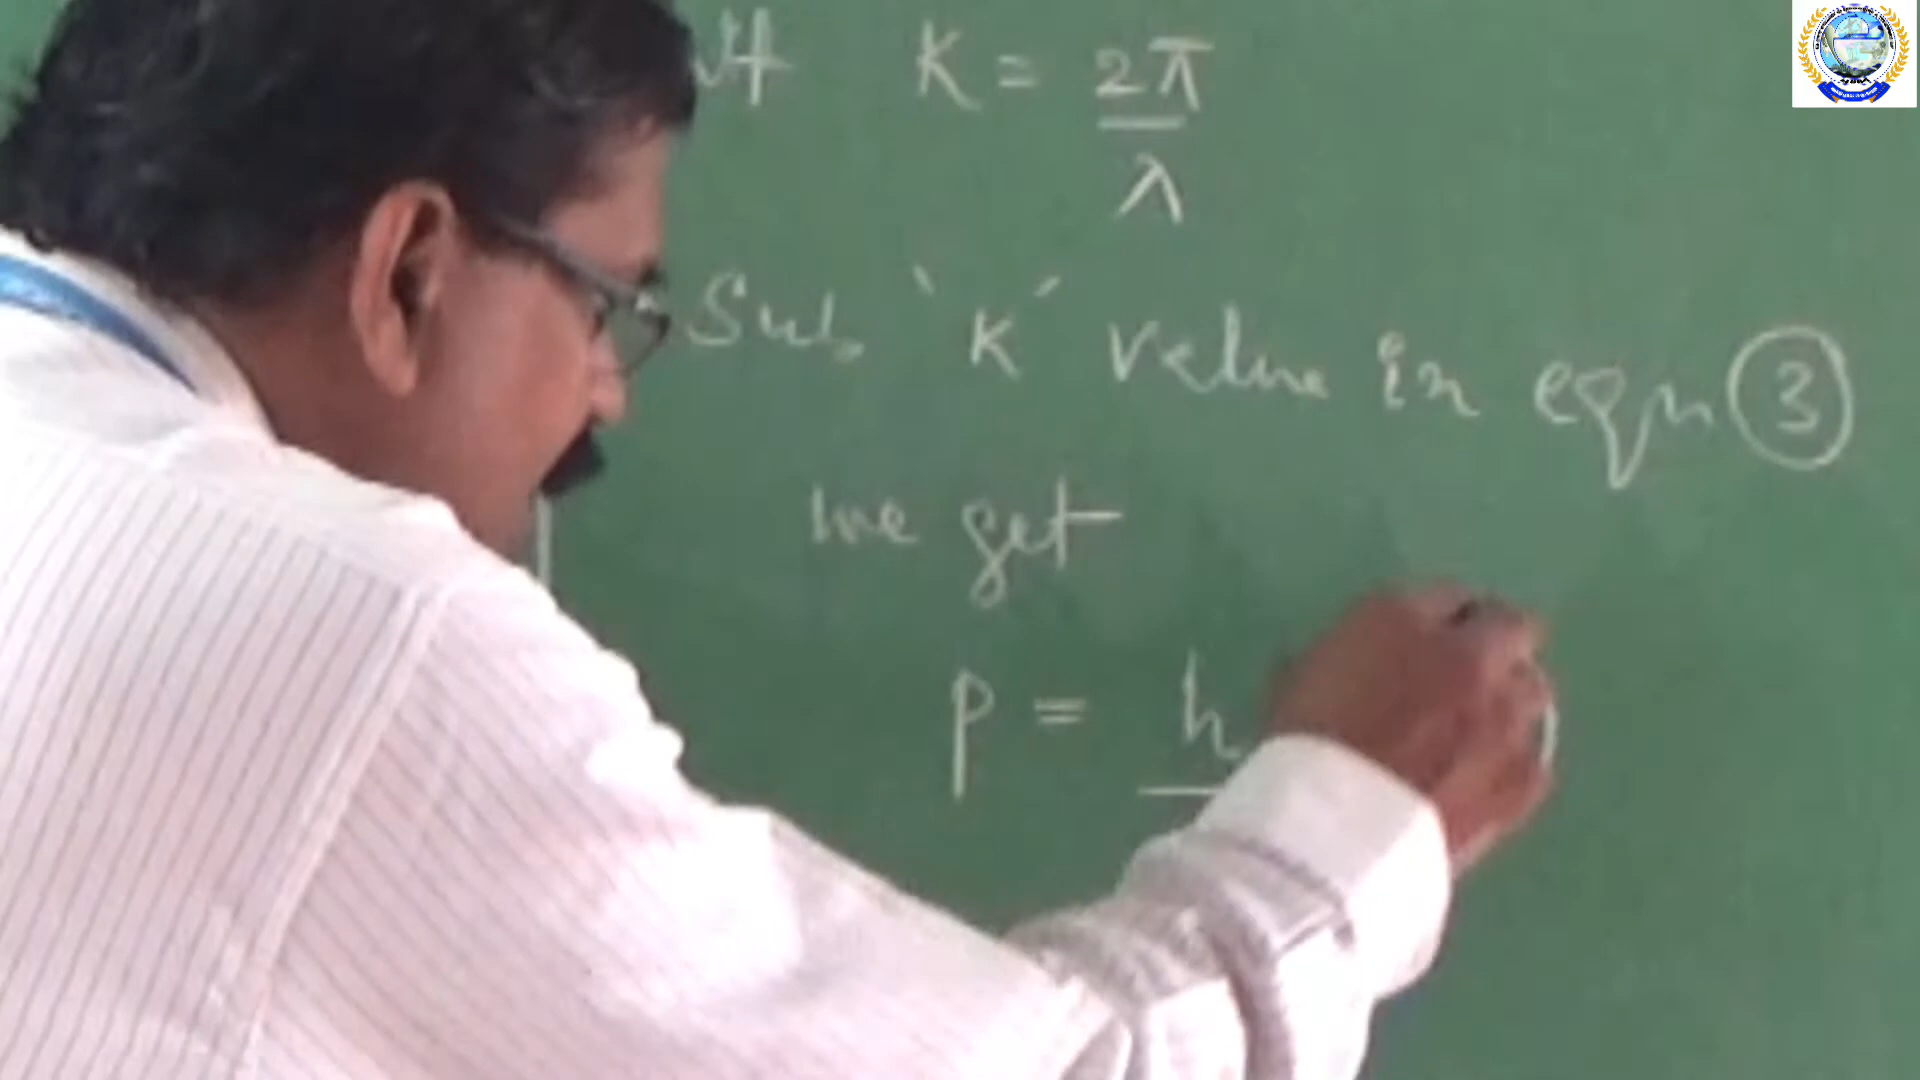 K = 2π
λ
Sub. 'K' value in eqn ③
we get
P = h